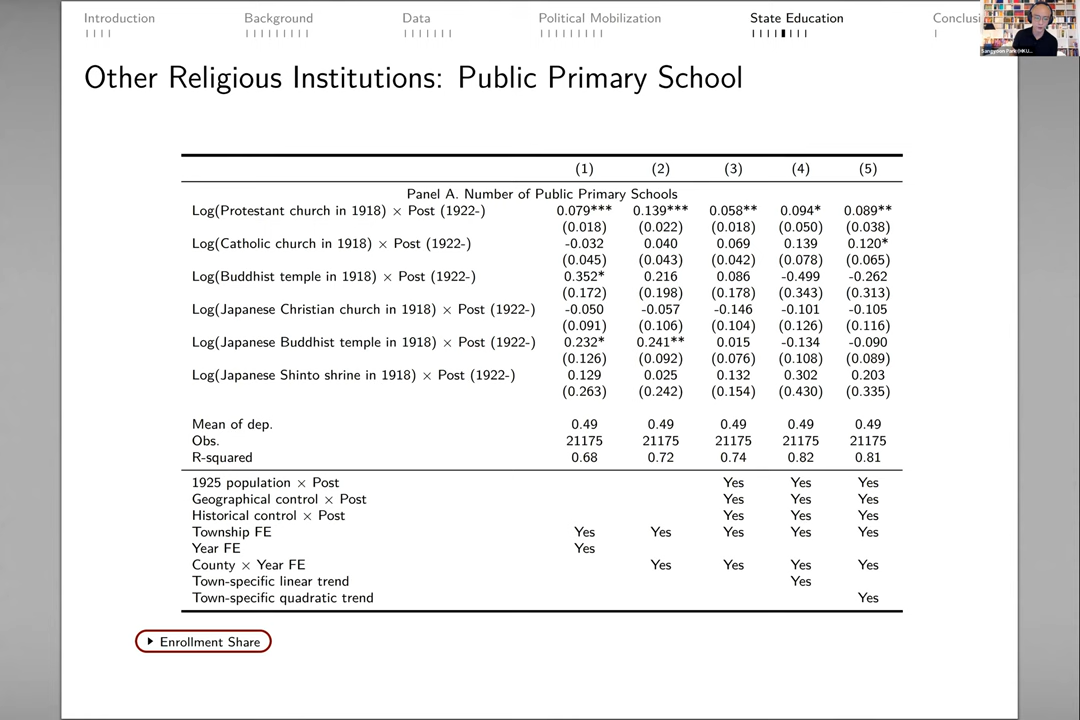 Introduction Background Data Political Mobilization State Education Conclusi
Other Religious Institutions: Public Primary School
(1) (2) (3) (4) (5)
Panel A. Number of Public Primary Schools
Log(Protestant church in 1918) × Post (1922-) 0.079*** 0.139*** 0.058** 0.094* 0.089**
(0.018) (0.022) (0.018) (0.050) (0.038)
Log(Catholic church in 1918) × Post (1922-) -0.032 0.040 0.069 0.139 0.120*
(0.045) (0.043) (0.042) (0.078) (0.065)
Log(Buddhist temple in 1918) × Post (1922-) 0.352* 0.216 0.086 -0.499 -0.262
(0.172) (0.198) (0.178) (0.343) (0.313)
Log(Japanese Christian church in 1918) × Post (1922-) -0.050 -0.057 -0.146 -0.101 -0.105
(0.091) (0.106) (0.104) (0.126) (0.116)
Log(Japanese Buddhist temple in 1918) × Post (1922-) 0.232* 0.241** 0.015 -0.134 -0.090
(0.126) (0.092) (0.076) (0.108) (0.089)
Log(Japanese Shinto shrine in 1918) × Post (1922-) 0.129 0.025 0.132 0.302 0.203
(0.263) (0.242) (0.154) (0.430) (0.335)
Mean of dep. 0.49 0.49 0.49 0.49 0.49
Obs. 21175 21175 21175 21175 21175
R-squared 0.68 0.72 0.74 0.82 0.81
1925 population × Post Yes Yes Yes
Geographical control × Post Yes Yes Yes
Historical control × Post Yes Yes Yes
Township FE Yes Yes Yes Yes Yes
Year FE Yes
County × Year FE Yes Yes Yes Yes
Town-specific linear trend Yes
Town-specific quadratic trend Yes
Enrollment Share